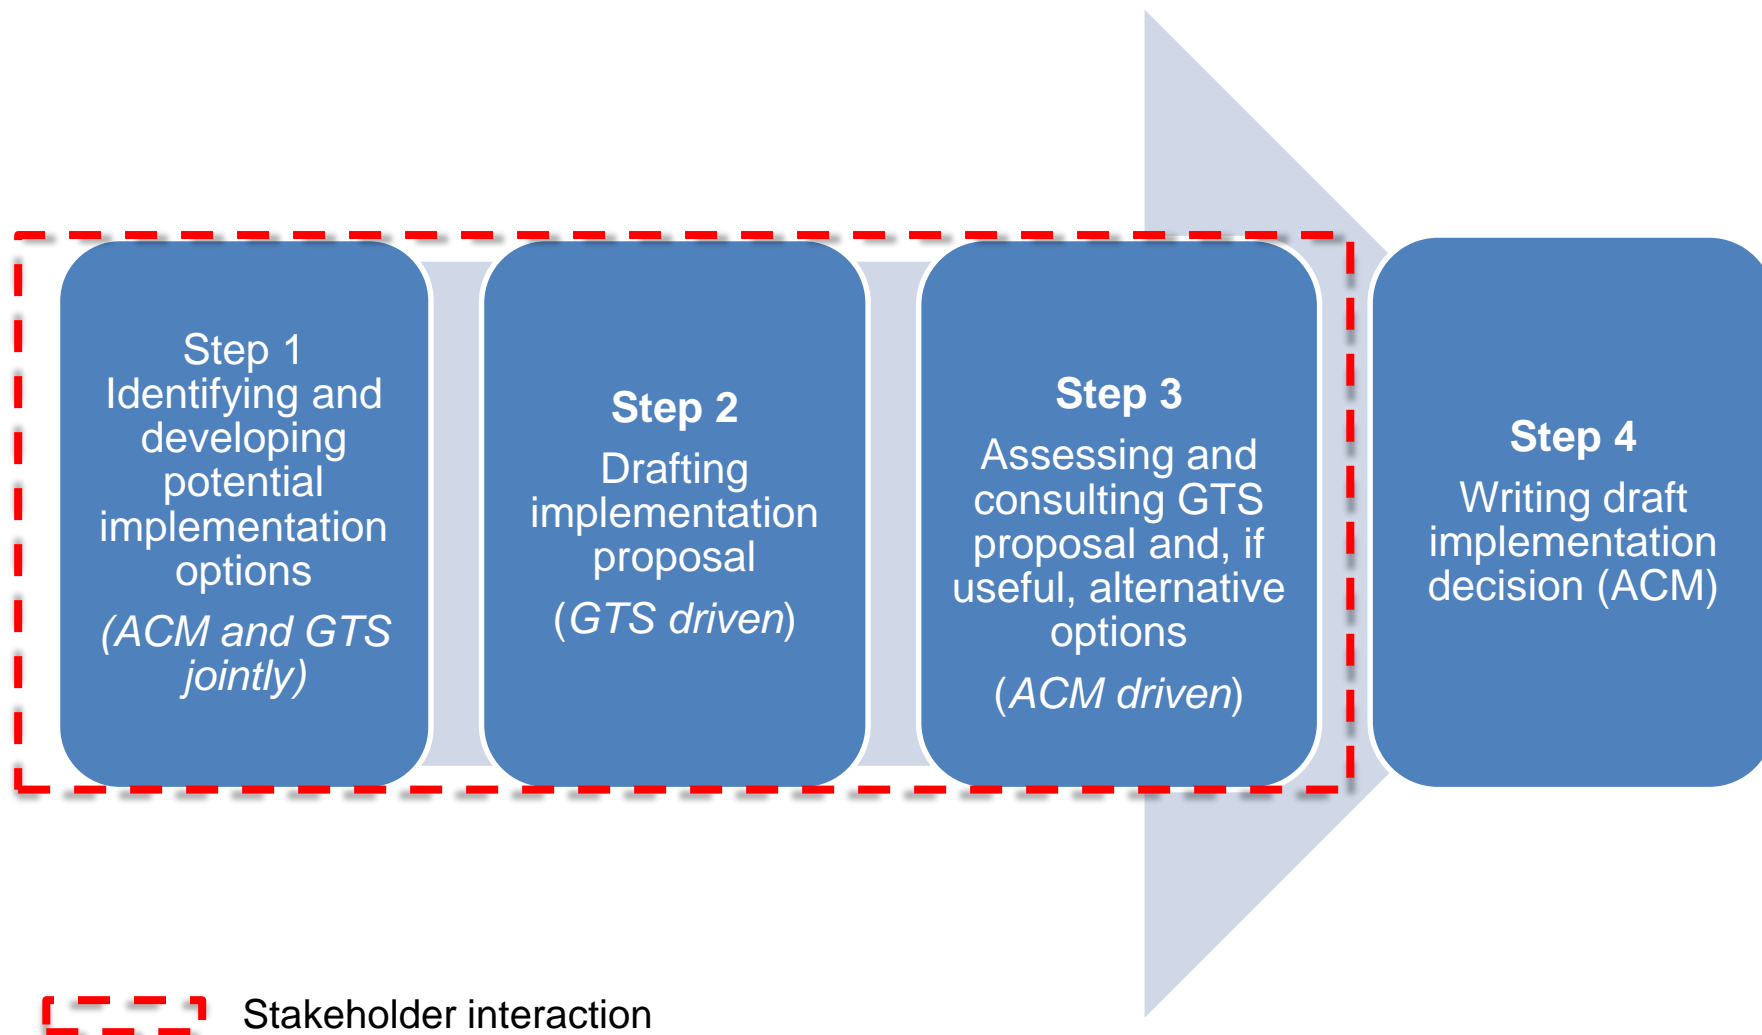 Step 1
Identifying and
developing
potential
implementation
options
(ACM and GTS
jointly)
Step 2
Drafting
implementation
proposal
(GTS driven)
Step 3
Assessing and
consulting GTS
proposal and, if
useful, alternative
options
(ACM driven)
Step 4
Writing draft
implementation
decision (ACM)
Stakeholder interaction